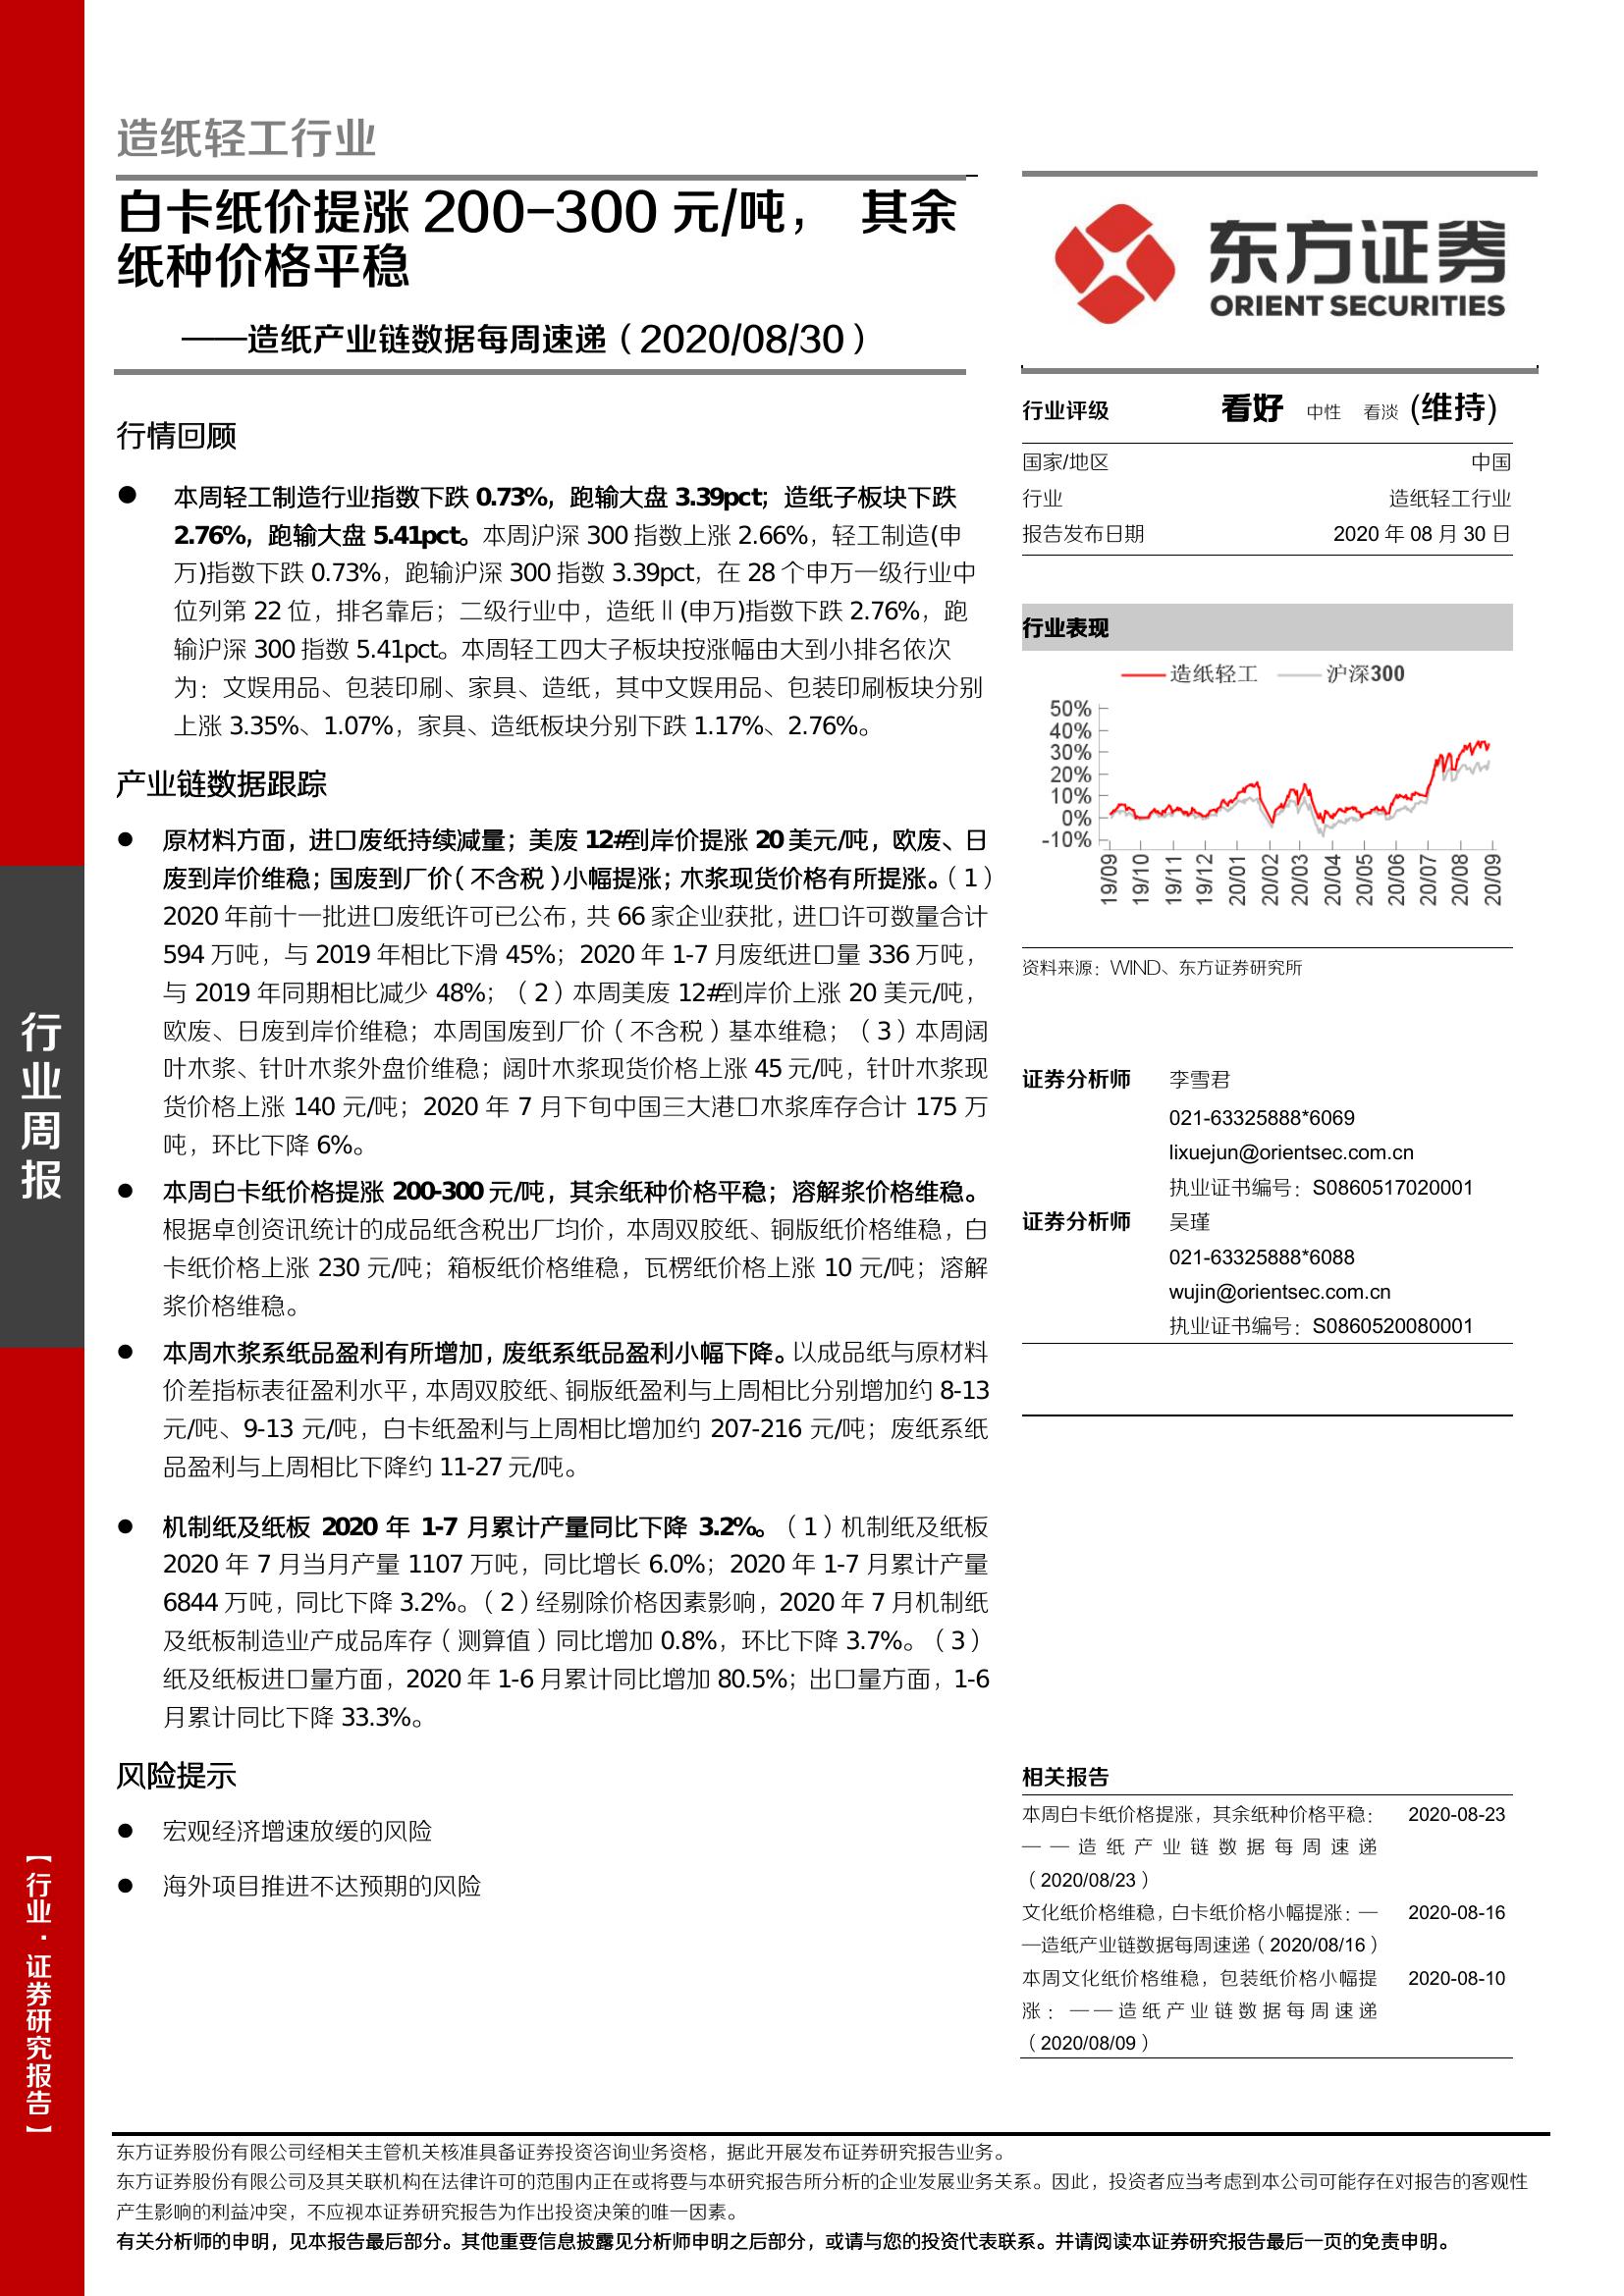 造纸轻工行业
白卡纸价提涨 200-300 元/吨， 其余
纸种价格平稳
——造纸产业链数据每周速递（2020/08/30）
行情回顾
● 本周轻工制造行业指数下跌 0.73%，跑输大盘 3.39pct；造纸子板块下跌
2.76%，跑输大盘 5.41pct。本周沪深 300 指数上涨 2.66%，轻工制造(申
万)指数下跌 0.73%，跑输沪深 300 指数 3.39pct，在 28 个申万一级行业中
位列第 22 位，排名靠后；二级行业中，造纸Ⅱ(申万)指数下跌 2.76%，跑
输沪深 300 指数 5.41pct。本周轻工四大子板块按涨幅由大到小排名依次
为：文娱用品、包装印刷、家具、造纸，其中文娱用品、包装印刷板块分别
上涨 3.35%、1.07%，家具、造纸板块分别下跌 1.17%、2.76%。
产业链数据跟踪
● 原材料方面，进口废纸持续减量；美废 12#到岸价提涨 20 美元/吨，欧废、日
废到岸价维稳；国废到厂价（不含税）小幅提涨；木浆现货价格有所提涨。（1）
2020 年前十一批进口废纸许可已公布，共 66 家企业获批，进口许可数量合计
594 万吨，与 2019 年相比下滑 45%；2020 年 1-7 月废纸进口量 336 万吨，
与 2019 年同期相比减少 48%；（2）本周美废 12#到岸价上涨 20 美元/吨，
欧废、日废到岸价维稳；本周国废到厂价（不含税）基本维稳；（3）本周阔
叶木浆、针叶木浆外盘价维稳；阔叶木浆现货价格上涨 45 元/吨，针叶木浆现
货价格上涨 140 元/吨；2020 年 7 月下旬中国三大港口木浆库存合计 175 万
吨，环比下降 6%。
● 本周白卡纸价格提涨 200-300 元/吨，其余纸种价格平稳；溶解浆价格维稳。
根据卓创资讯统计的成品纸含税出厂均价，本周双胶纸、铜版纸价格维稳，白
卡纸价格上涨 230 元/吨；箱板纸价格维稳，瓦楞纸价格上涨 10 元/吨；溶解
浆价格维稳。
● 本周木浆系纸品盈利有所增加，废纸系纸品盈利小幅下降。以成品纸与原材料
价差指标表征盈利水平，本周双胶纸、铜版纸盈利与上周相比分别增加约 8-13
元/吨、9-13 元/吨，白卡纸盈利与上周相比增加约 207-216 元/吨；废纸系纸
品盈利与上周相比下降约 11-27 元/吨。
● 机制纸及纸板 2020 年 1-7 月累计产量同比下降 3.2%。（1）机制纸及纸板
2020 年 7 月当月产量 1107 万吨，同比增长 6.0%；2020 年 1-7 月累计产量
6844 万吨，同比下降 3.2%。（2）经剔除价格因素影响，2020 年 7 月机制纸
及纸板制造业产成品库存（测算值）同比增加 0.8%，环比下降 3.7%。（3）
纸及纸板进口量方面，2020 年 1-6 月累计同比增加 80.5%；出口量方面，1-6
月累计同比下降 33.3%。
风险提示
● 宏观经济增速放缓的风险
● 海外项目推进不达预期的风险
东方证券
ORIENT SECURITIES
行业评级 看好 中性 看淡 (维持)
国家/地区 中国
行业 造纸轻工行业
报告发布日期 2020 年 08 月 30 日
行业表现
造纸轻工 沪深300
50%
40%
30%
20%
10%
0%
-10%
19/09 19/10 19/11 19/12 20/01 20/02 20/03 20/04 20/05 20/06 20/07 20/08 20/09
资料来源：WIND、东方证券研究所
证券分析师 李雪君
021-63325888*6069
lixuejun@orientsec.com.cn
执业证书编号：S0860517020001
证券分析师 吴瑾
021-63325888*6088
wujin@orientsec.com.cn
执业证书编号：S0860520080001
相关报告
本周白卡纸价格提涨，其余纸种价格平稳： 2020-08-23
——造纸产业链数据每周速递
（2020/08/23）
文化纸价格维稳，白卡纸价格小幅提涨：— 2020-08-16
—造纸产业链数据每周速递（2020/08/16）
本周文化纸价格维稳，包装纸价格小幅提 2020-08-10
涨：——造纸产业链数据每周速递
（2020/08/09）
行业周报
【行业·证券研究报告】
东方证券股份有限公司经相关主管机关核准具备证券投资咨询业务资格，据此开展发布证券研究报告业务。
东方证券股份有限公司及其关联机构在法律许可的范围内正在或将要与本研究报告所分析的企业发展业务关系。因此，投资者应当考虑到本公司可能存在对报告的客观性
产生影响的利益冲突，不应视本证券研究报告为作出投资决策的唯一因素。
有关分析师的申明，见本报告最后部分。其他重要信息披露见分析师申明之后部分，或请与您的投资代表联系。并请阅读本证券研究报告最后一页的免责申明。